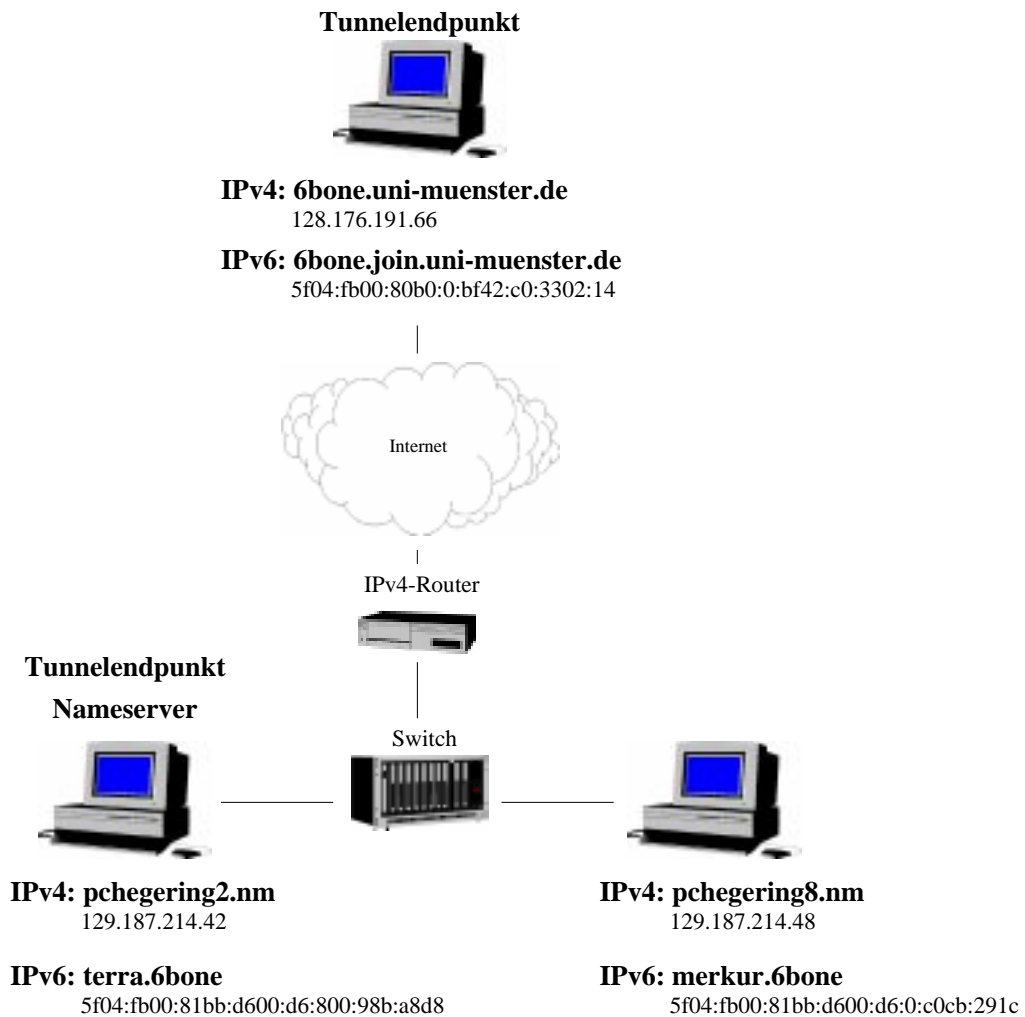 Tunnelendpunkt
IPv4: 6bone.uni-muenster.de
128.176.191.66
IPv6: 6bone.join.uni-muenster.de
5f04:fb00:80b0:0:bf42:c0:3302:14
Internet
IPv4-Router
Tunnelendpunkt
Nameserver
Switch
IPv4: pchegering2.nm
129.187.214.42
IPv6: terra.6bone
5f04:fb00:81bb:d600:d6:800:98b:a8d8
IPv4: pchegering8.nm
129.187.214.48
IPv6: merkur.6bone
5f04:fb00:81bb:d600:d6:0:c0cb:291c